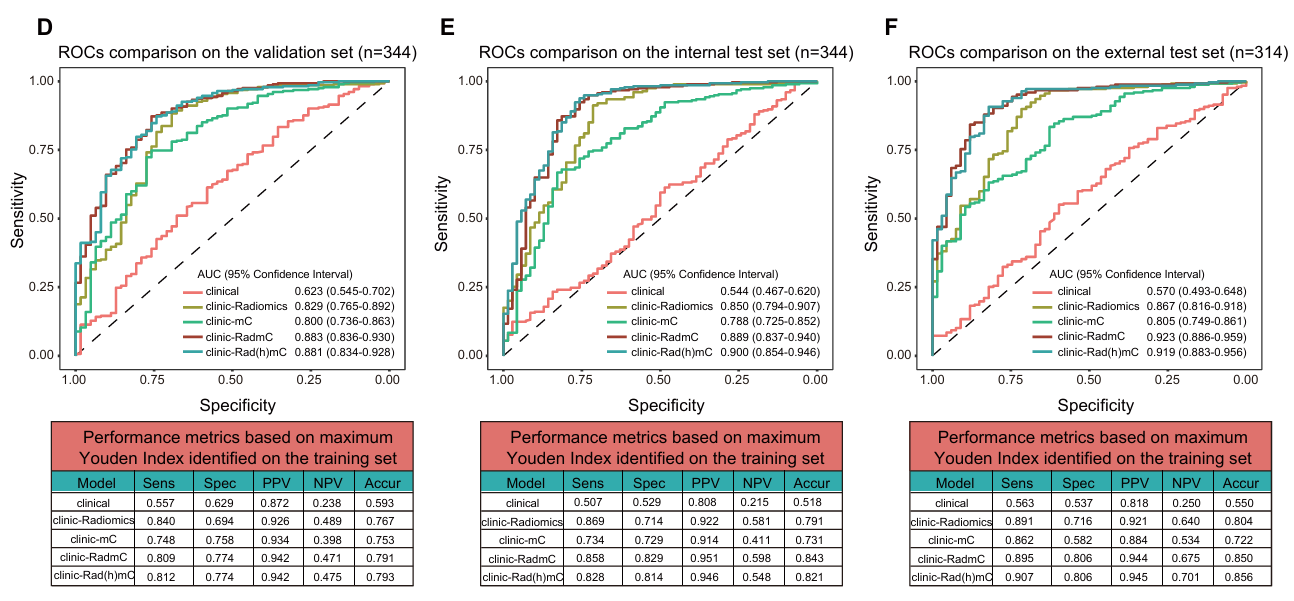 D
ROCs comparison on the validation set (n=344)
1.00
0.75
0.50
0.25
0.00
Sensitivity
AUC (95% Confidence Interval)
clinical 0.623 (0.545-0.702)
clinic-Radiomics 0.829 (0.765-0.892)
clinic-mC 0.800 (0.736-0.863)
clinic-RadmC 0.883 (0.836-0.930)
clinic-Rad(h)mC 0.881 (0.834-0.928)
1.00 0.75 0.50 0.25 0.00
Specificity
Performance metrics based on maximum
Youden Index identified on the training set
Model Sens Spec PPV NPV Accur
clinical 0.557 0.629 0.872 0.238 0.593
clinic-Radiomics 0.840 0.694 0.926 0.489 0.767
clinic-mC 0.748 0.758 0.934 0.398 0.753
clinic-RadmC 0.809 0.774 0.942 0.471 0.791
clinic-Rad(h)mC 0.812 0.774 0.942 0.475 0.793
E
ROCs comparison on the internal test set (n=344)
1.00
0.75
0.50
0.25
0.00
Sensitivity
AUC (95% Confidence Interval)
clinical 0.544 (0.467-0.620)
clinic-Radiomics 0.850 (0.794-0.907)
clinic-mC 0.788 (0.725-0.852)
clinic-RadmC 0.889 (0.837-0.940)
clinic-Rad(h)mC 0.900 (0.854-0.946)
1.00 0.75 0.50 0.25 0.00
Specificity
Performance metrics based on maximum
Youden Index identified on the training set
Model Sens Spec PPV NPV Accur
clinical 0.507 0.529 0.808 0.215 0.518
clinic-Radiomics 0.869 0.714 0.922 0.581 0.791
clinic-mC 0.734 0.729 0.914 0.411 0.731
clinic-RadmC 0.858 0.829 0.951 0.598 0.843
clinic-Rad(h)mC 0.828 0.814 0.946 0.548 0.821
F
ROCs comparison on the external test set (n=314)
1.00
0.75
0.50
0.25
0.00
Sensitivity
AUC (95% Confidence Interval)
clinical 0.570 (0.493-0.648)
clinic-Radiomics 0.867 (0.816-0.918)
clinic-mC 0.805 (0.749-0.861)
clinic-RadmC 0.923 (0.886-0.959)
clinic-Rad(h)mC 0.919 (0.883-0.956)
1.00 0.75 0.50 0.25 0.00
Specificity
Performance metrics based on maximum
Youden Index identified on the training set
Model Sens Spec PPV NPV Accur
clinical 0.563 0.537 0.818 0.250 0.550
clinic-Radiomics 0.891 0.716 0.921 0.640 0.804
clinic-mC 0.862 0.582 0.884 0.534 0.722
clinic-RadmC 0.895 0.806 0.944 0.675 0.850
clinic-Rad(h)mC 0.907 0.806 0.945 0.701 0.856